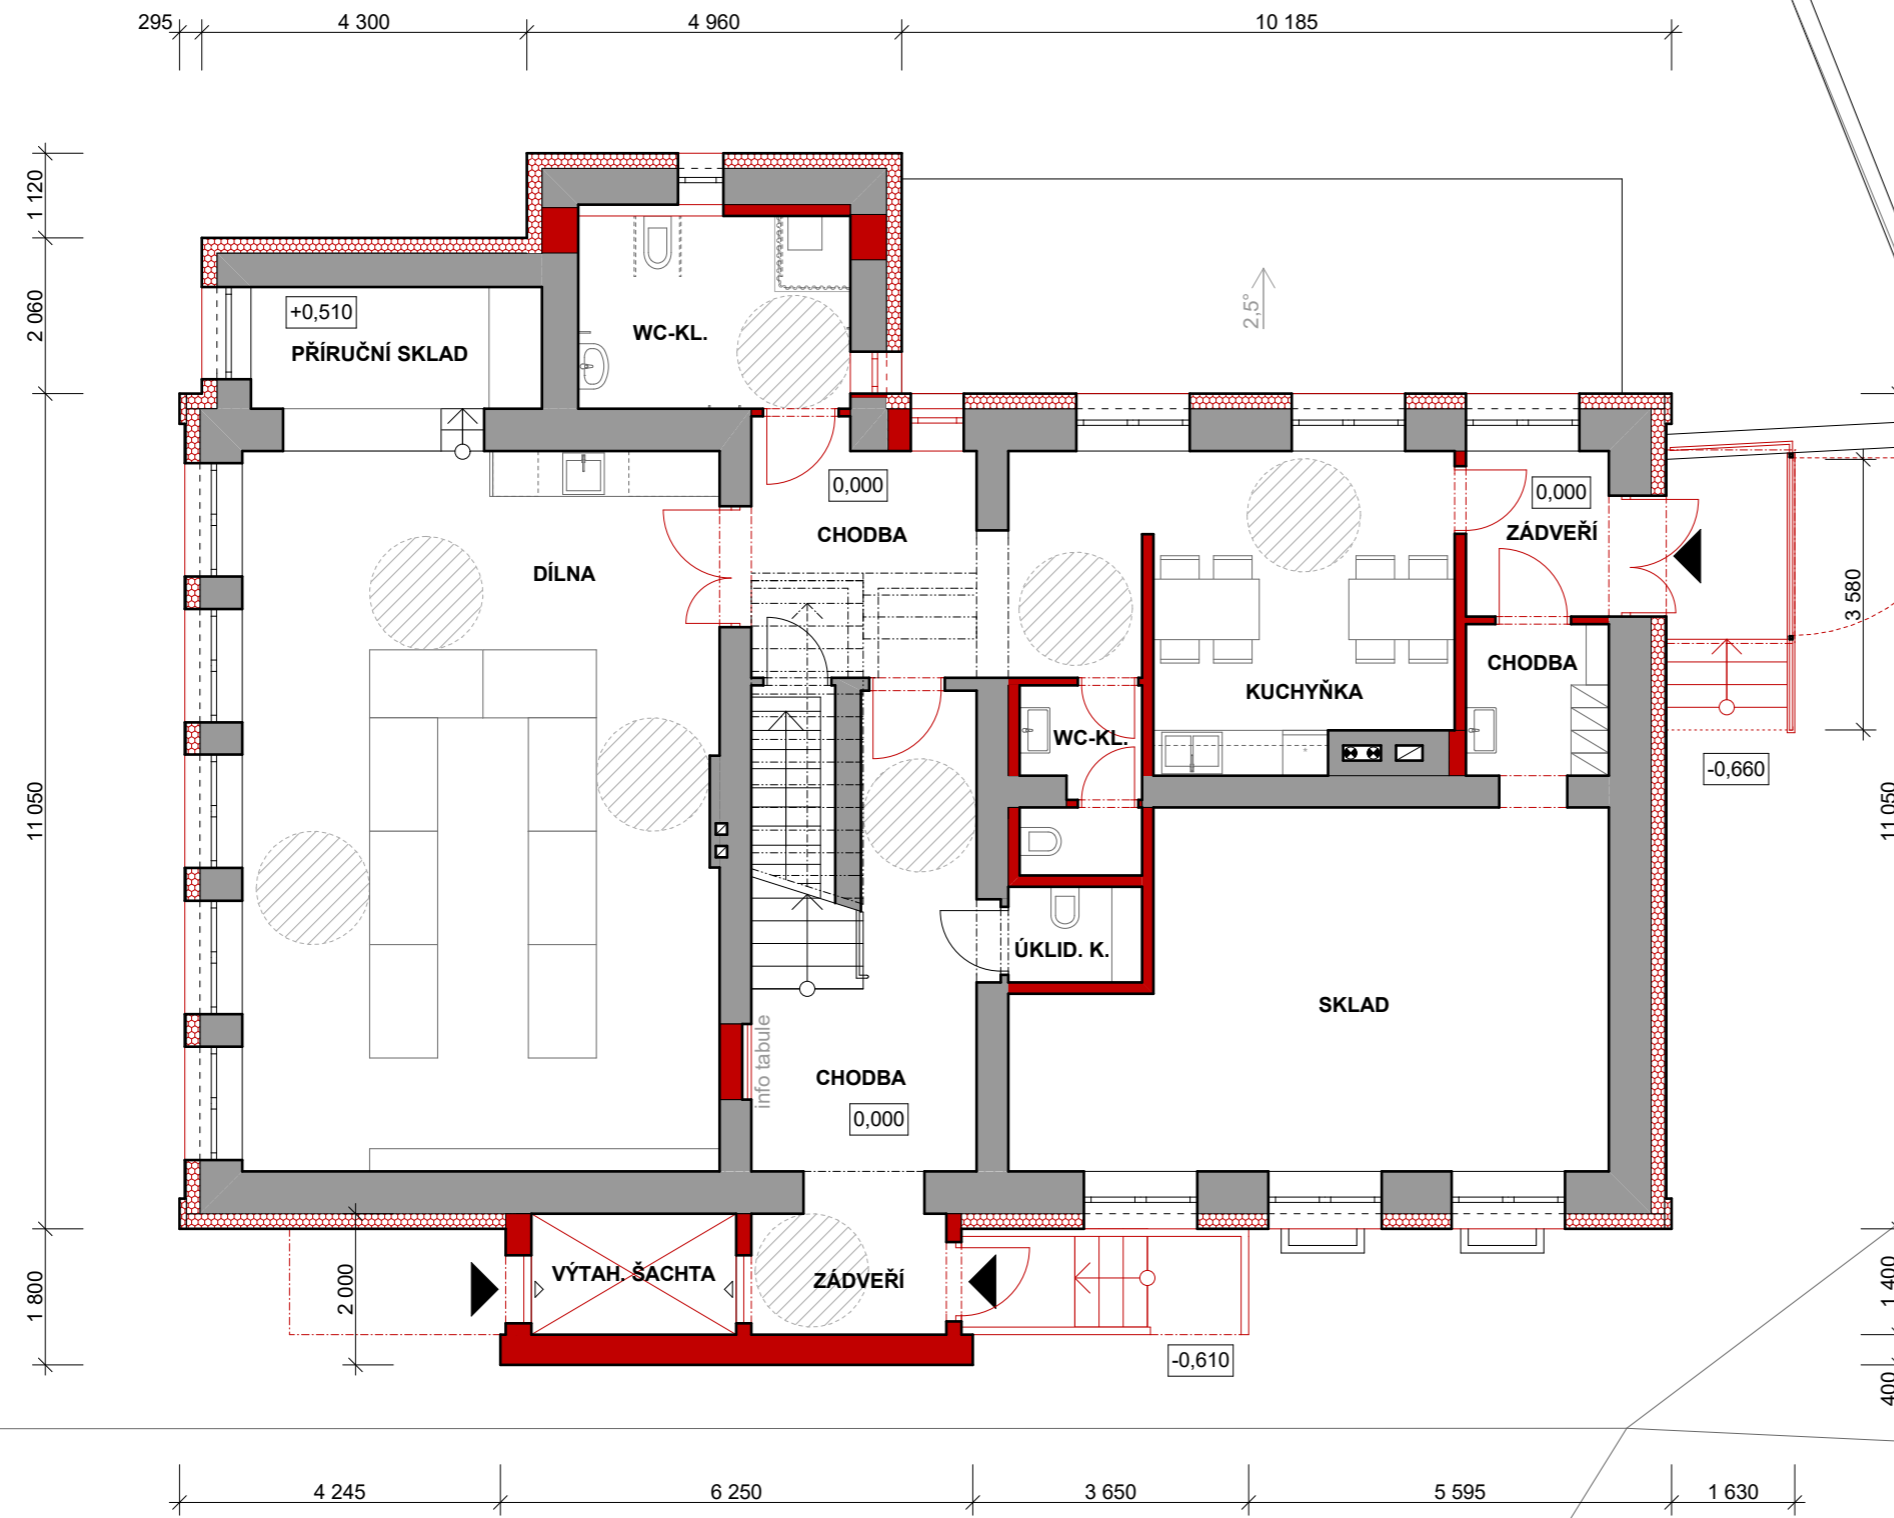 295
4 300
4 960
10 185
1 120
2 060
11 050
1 800
2 000
+0,510
PŘÍRUČNÍ SKLAD
WC-KL.
2,5°
0,000
CHODBA
0,000
ZÁDVEŘÍ
DÍLNA
3 580
CHODBA
KUCHYŇKA
WC-KL.
-0,660
11 050
ÚKLID. K.
SKLAD
info tabule
CHODBA
0,000
VÝTAH. ŠACHTA
ZÁDVEŘÍ
1 400
-0,610
400
4 245
6 250
3 650
5 595
1 630